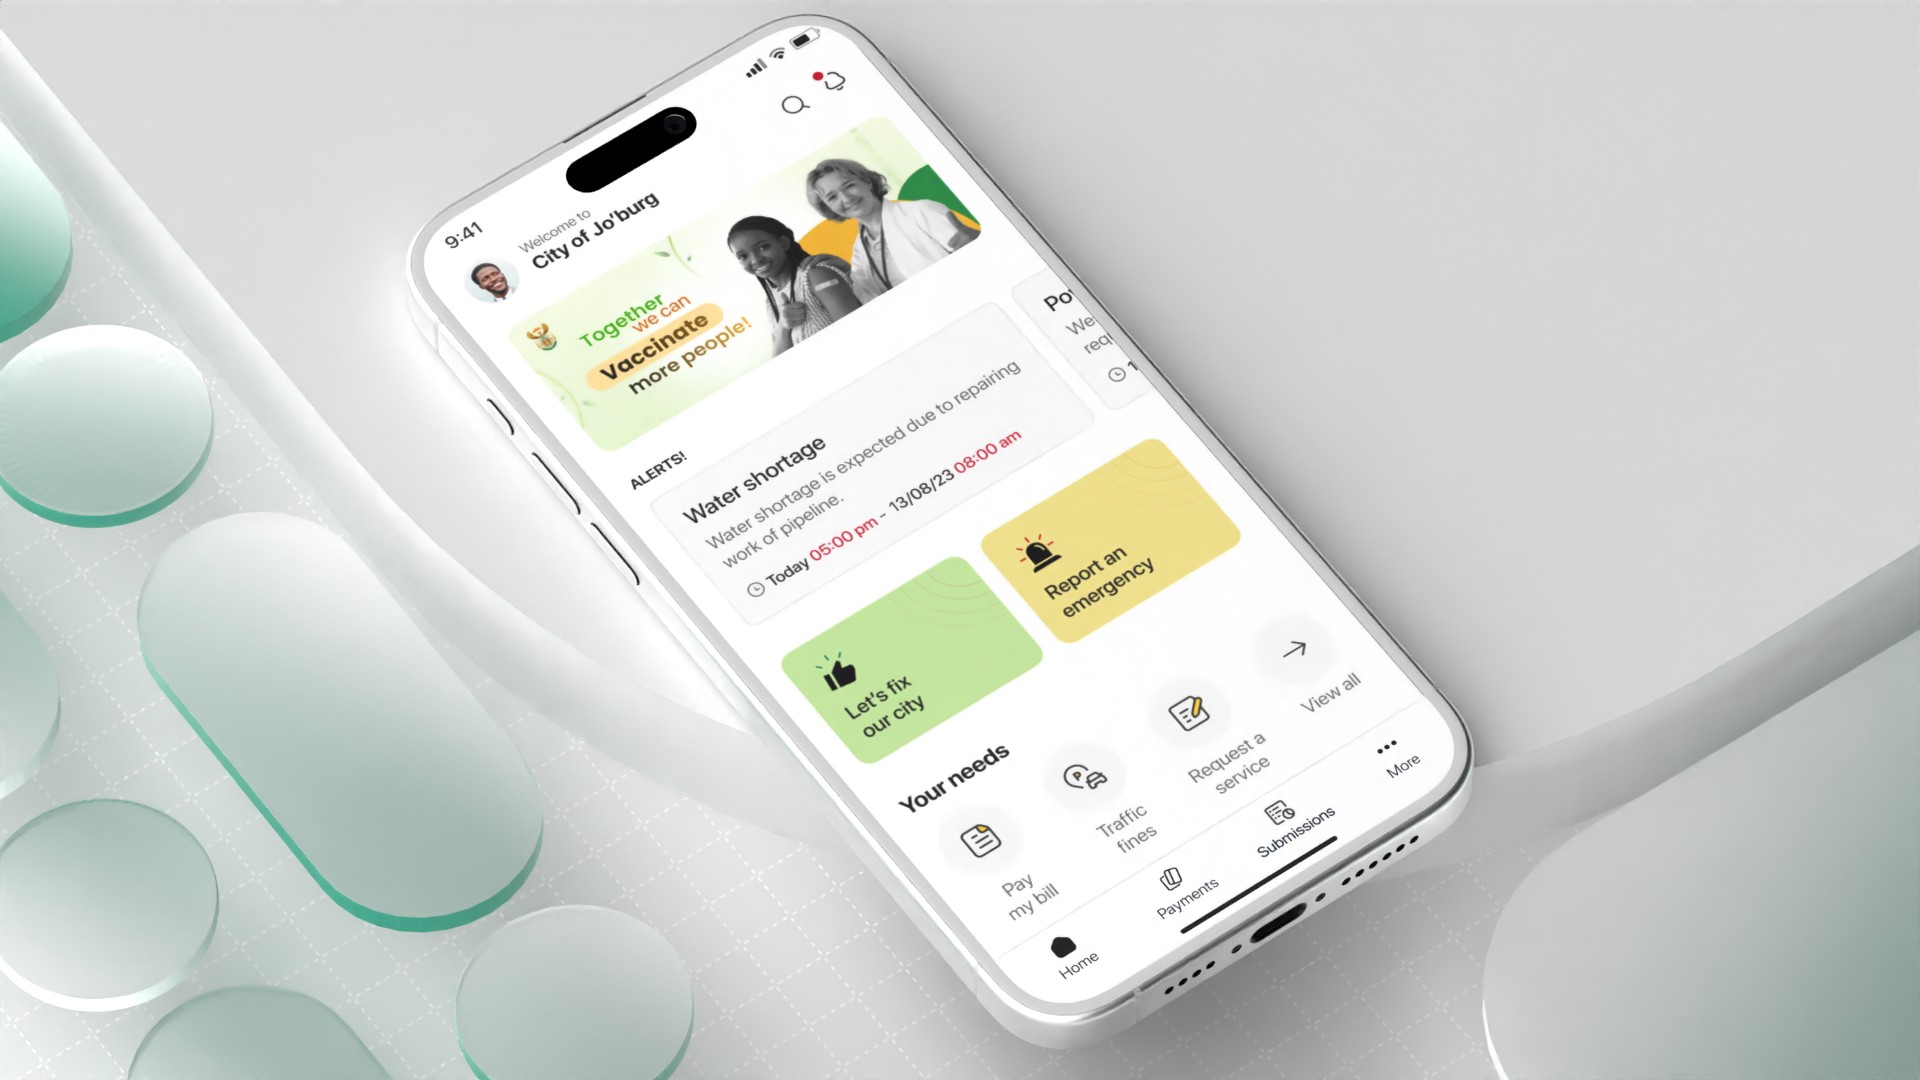 9:41
Welcome to
City of Jo'burg
Together
we can
Vaccinate
more people!
ALERTS!
Water shortage
Water shortage is expected due to repairing
work of pipeline.
Today 05:00 pm - 13/08/23 08:00 am
We
Let's fix
our city
Report an
emergency
Your needs
Pay
my bill
Traffic
fines
Request a
service
View all
Home
Payments
Submissions
More